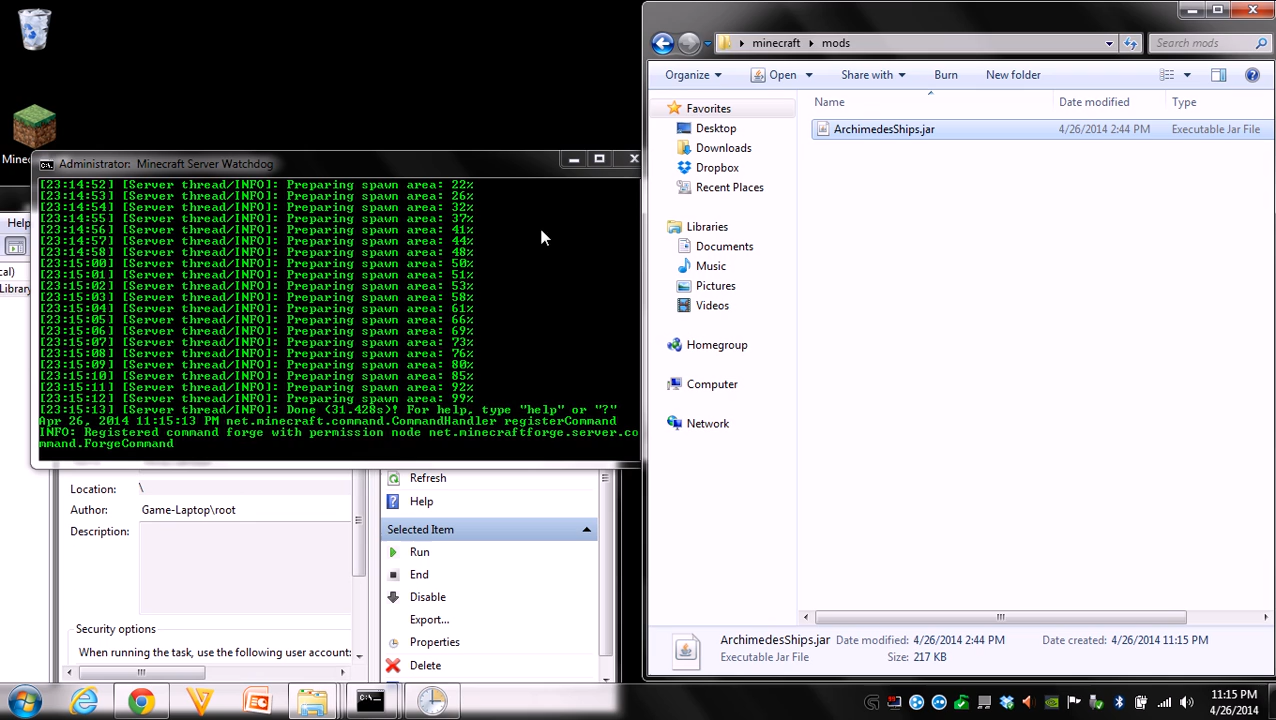 Minec
minecraft
mods
Search mods
Organize
Open
Share with
Burn
New folder
Favorites
Desktop
Downloads
Dropbox
Recent Places
Libraries
Documents
Music
Pictures
Videos
Homegroup
Computer
Network
Name
Date modified
Type
ArchimedesShips.jar
4/26/2014 2:44 PM
Executable Jar File
Administrator: Minecraft Server Watchdog
[23:14:52] [Server thread/INFO]: Preparing spawn area: 22%
[23:14:53] [Server thread/INFO]: Preparing spawn area: 26%
[23:14:54] [Server thread/INFO]: Preparing spawn area: 32%
[23:14:55] [Server thread/INFO]: Preparing spawn area: 37%
[23:14:56] [Server thread/INFO]: Preparing spawn area: 41%
[23:14:57] [Server thread/INFO]: Preparing spawn area: 44%
[23:14:58] [Server thread/INFO]: Preparing spawn area: 48%
[23:15:00] [Server thread/INFO]: Preparing spawn area: 50%
[23:15:01] [Server thread/INFO]: Preparing spawn area: 51%
[23:15:02] [Server thread/INFO]: Preparing spawn area: 53%
[23:15:03] [Server thread/INFO]: Preparing spawn area: 58%
[23:15:04] [Server thread/INFO]: Preparing spawn area: 61%
[23:15:05] [Server thread/INFO]: Preparing spawn area: 66%
[23:15:06] [Server thread/INFO]: Preparing spawn area: 69%
[23:15:07] [Server thread/INFO]: Preparing spawn area: 73%
[23:15:08] [Server thread/INFO]: Preparing spawn area: 76%
[23:15:09] [Server thread/INFO]: Preparing spawn area: 80%
[23:15:10] [Server thread/INFO]: Preparing spawn area: 85%
[23:15:11] [Server thread/INFO]: Preparing spawn area: 92%
[23:15:12] [Server thread/INFO]: Preparing spawn area: 99%
[23:15:13] [Server thread/INFO]: Done (31.428s)! For help, type "help" or "?"
Apr 26, 2014 11:15:13 PM net.minecraft.command.CommandHandler registerCommand
INFO: Registered command forge with permission node net.minecraftforge.server.co
mmand.ForgeCommand
Help
cal)
Library
Location:
\
Author:
Game-Laptop\root
Description:
Security options
When running the task, use the following user account:
Refresh
Help
Selected Item
Run
End
Disable
Export...
Properties
Delete
ArchimedesShips.jar
Date modified: 4/26/2014 2:44 PM
Date created: 4/26/2014 11:15 PM
Executable Jar File
Size: 217 KB
11:15 PM
4/26/2014